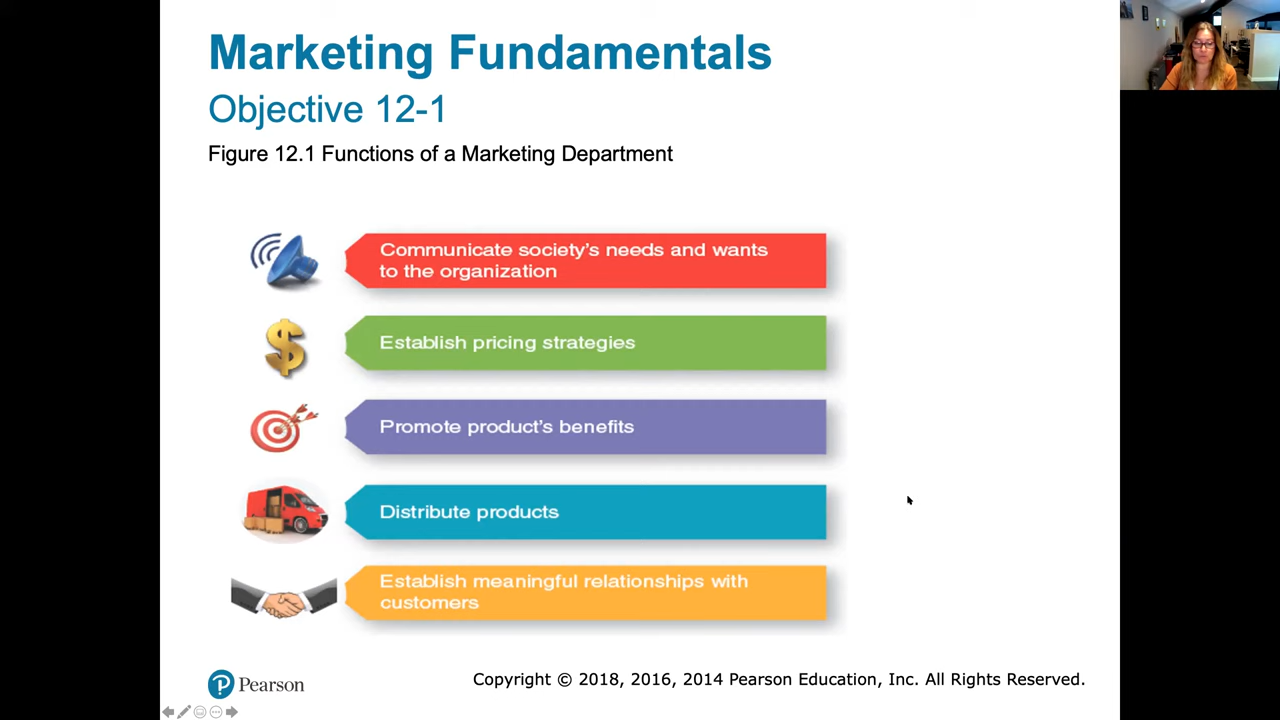 Marketing Fundamentals
Objective 12-1
Figure 12.1 Functions of a Marketing Department
Communicate society's needs and wants
to the organization
Establish pricing strategies
Promote product's benefits
Distribute products
Establish meaningful relationships with
customers
Pearson
Copyright © 2018, 2016, 2014 Pearson Education, Inc. All Rights Reserved.